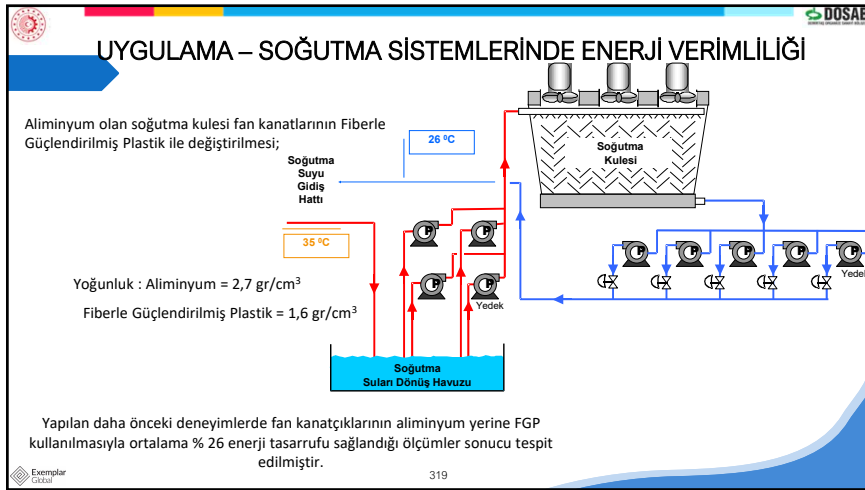 DOSAB
UYGULAMA – SOĞUTMA SİSTEMLERİNDE ENERJİ VERİMLİLİĞİ
Aliminyum olan soğutma kulesi fan kanatlarının Fiberle
Güçlendirilmiş Plastik ile değiştirilmesi;
26 ⁰C
Soğutma
Suyu
Gidiş
Hattı
35 ⁰C
Soğutma
Kulesi
P
P
P
P
Yedek
P
P
P
P
P
Yedek
Yoğunluk : Aliminyum = 2,7 gr/cm³
Fiberle Güçlendirilmiş Plastik = 1,6 gr/cm³
Soğutma
Suları Dönüş Havuzu
Yapılan daha önceki deneyimlerde fan kanatçıklarının aliminyum yerine FGP
kullanılmasıyla ortalama % 26 enerji tasarrufu sağlandığı ölçümler sonucu tespit
edilmiştir.
Exemplar
Global
319